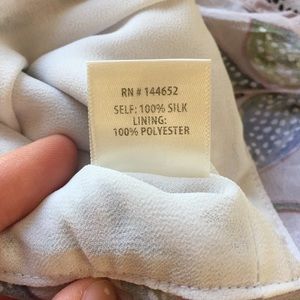 RN # 144652
SELF: 100% SILK
LINING:
100% POLYESTER